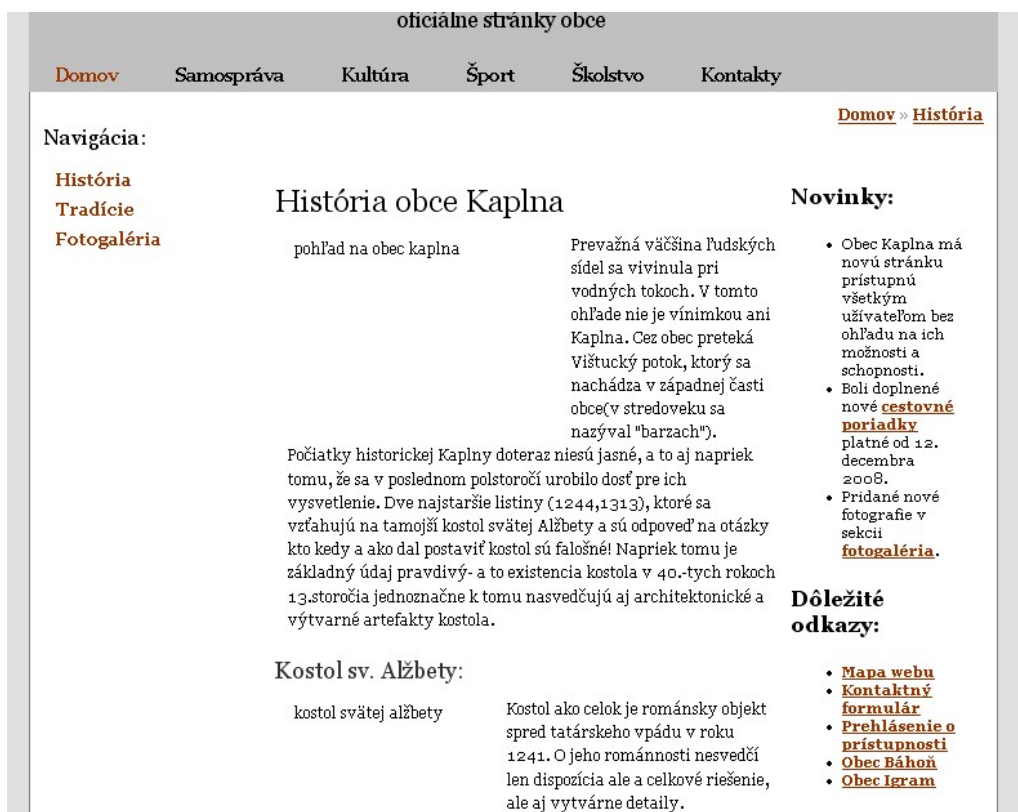 oficiálne stránky obce
Domov Samospráva Kultúra Šport Školstvo Kontakty
Domov » História
Navigácia:
História
Tradície
Fotogaléria
História obce Kaplna
pohľad na obec kaplna
Prevažná väčšina ľudských
sídel sa vivinula pri
vodných tokoch. V tomto
ohľade nie je vínimkou ani
Kaplna. Cez obec preteká
Vištucký potok, ktorý sa
nachádza v západnej časti
obce(v stredoveku sa
nazýval "barzach").
Počiatky historickej Kaplny doteraz niesú jasné, a to aj napriek
tomu, že sa v poslednom polstoročí urobilo dosť pre ich
vysvetlenie. Dve najstaršie listiny (1244,1313), ktoré sa
vzťahujú na tamojší kostol svätej Alžbety a sú odpoveď na otázky
kto kedy a ako dal postaviť kostol sú falošné! Napriek tomu je
základný údaj pravdivý- a to existencia kostola v 40.-tych rokoch
13.storočia jednoznačne k tomu nasvedčujú aj architektonické a
výtvarné artefakty kostola.
Kostol sv. Alžbety:
kostol svätej alžbety
Kostol ako celok je románsky objekt
spred tatárskeho vpádu v roku
1241. O jeho románnosti nesvedčí
len dispozícia ale a celkové riešenie,
ale aj vytvárne detaily.
Novinky:
• Obec Kaplna má
novú stránku
prístupnú
všetkým
užívateľom bez
ohľadu na ich
možnosti a
schopnosti.
• Boli doplnené
nové cestovné
poriadky
platné od 12.
decembra
2008.
• Pridané nové
fotografie v
sekcii
fotogaléria.
Dôležité
odkazy:
• Mapa webu
• Kontaktný
formulár
• Prehlásenie o
prístupnosti
• Obec Báhoň
• Obec Igram